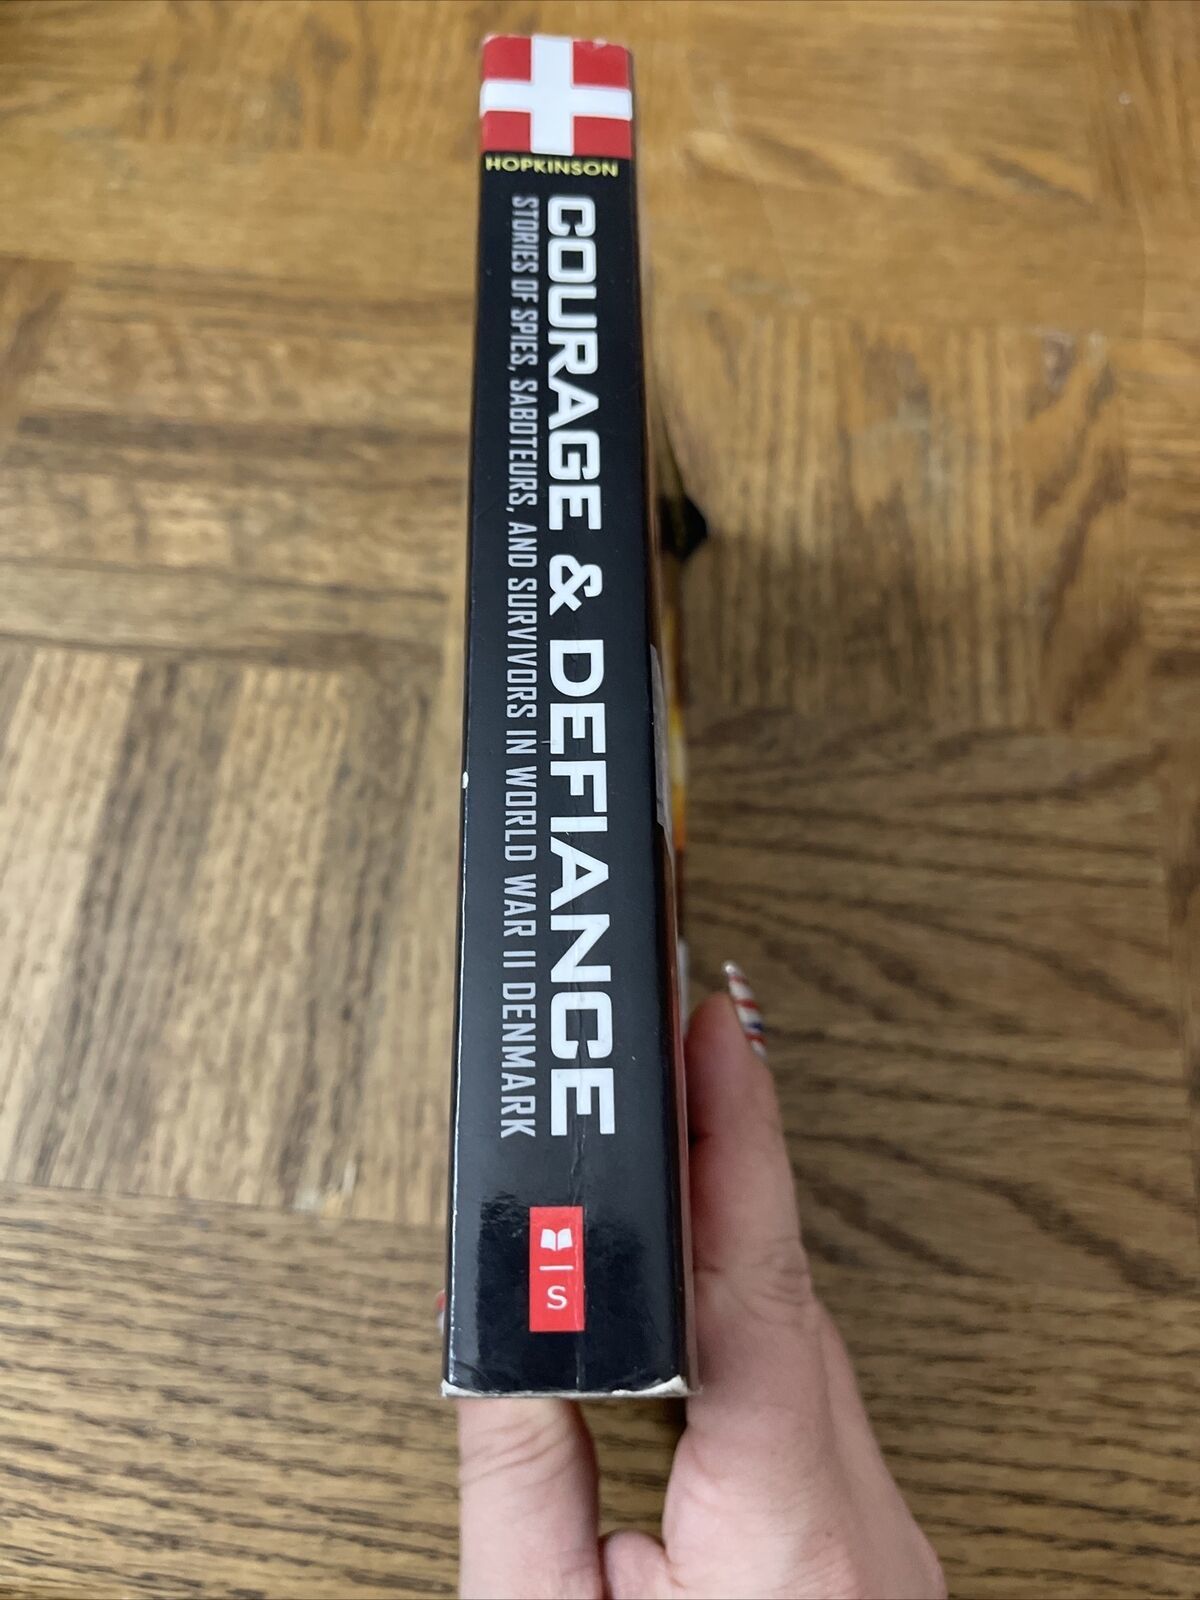 HOPKINSON
COURAGE & DEFIANCE
STORIES OF SPIES, SABOTEURS, AND SURVIVORS IN WORLD WAR II DENMARK
S